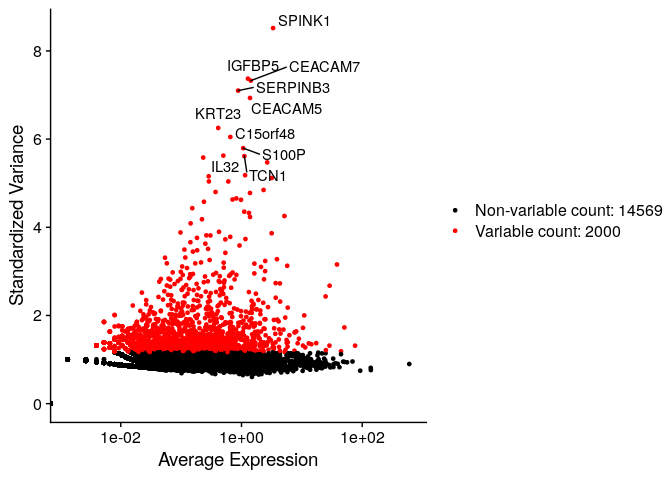 SPINK1
IGFBP5
CEACAM7
SERPINB3
CEACAM5
KRT23
C15orf48
S100P
IL32
TCN1
8
6
4
2
0
Standardized Variance
1e-02
1e+00
1e+02
Average Expression
Non-variable count: 14569
Variable count: 2000